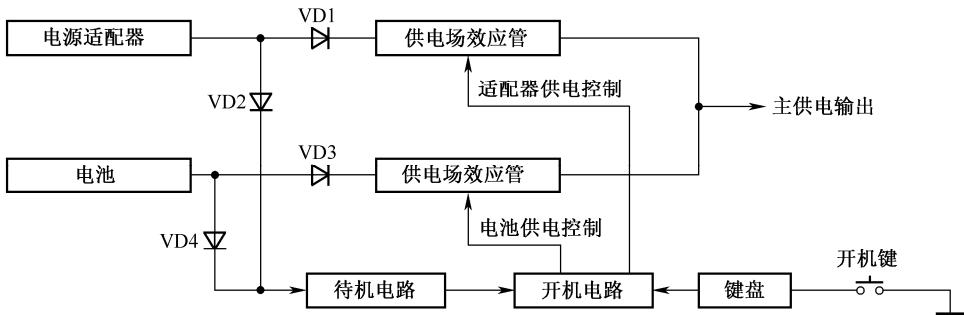 VD1
电源适配器
供电场效应管
适配器供电控制
VD2
主供电输出
VD3
电池
供电场效应管
电池供电控制
VD4
开机键
待机电路
开机电路
键盘